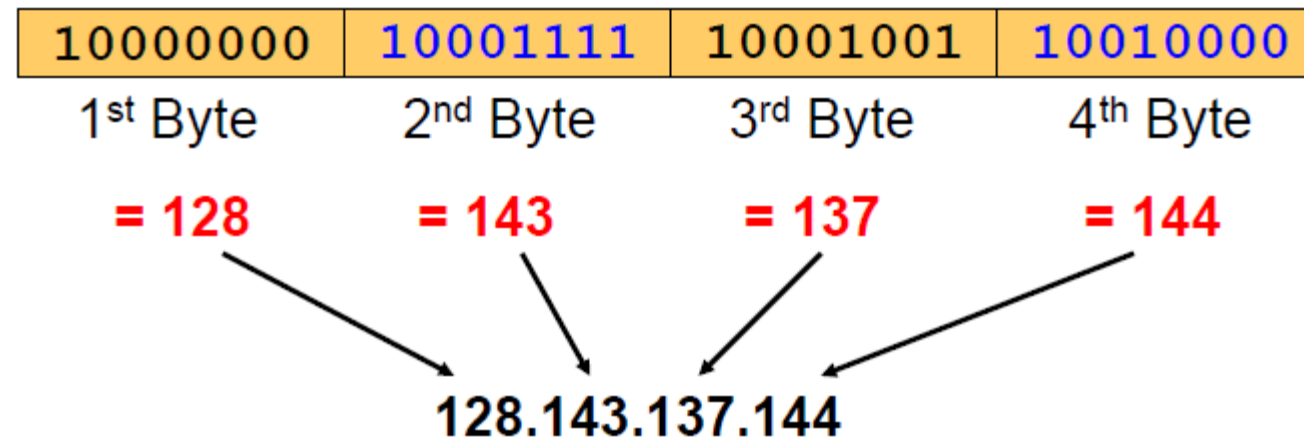 10000000 10001111 10001001 10010000
1st Byte 2nd Byte 3rd Byte 4th Byte
= 128 = 143 = 137 = 144
128.143.137.144